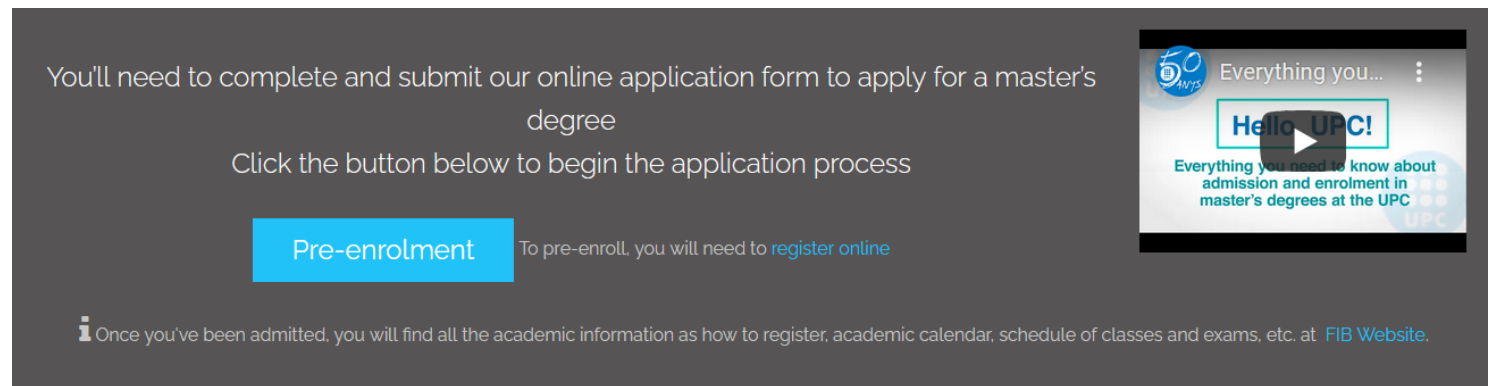 You'll need to complete and submit our online application form to apply for a master's
degree
Click the button below to begin the application process
Pre-enrolment
To pre-enroll, you will need to register online
i Once you've been admitted, you will find all the academic information as how to register, academic calendar, schedule of classes and exams, etc. at FIB Website.
50
ANYS
Everything you...
Hello, UPC!
Everything you need to know about
admission and enrolment in
master's degrees at the UPC
UPC